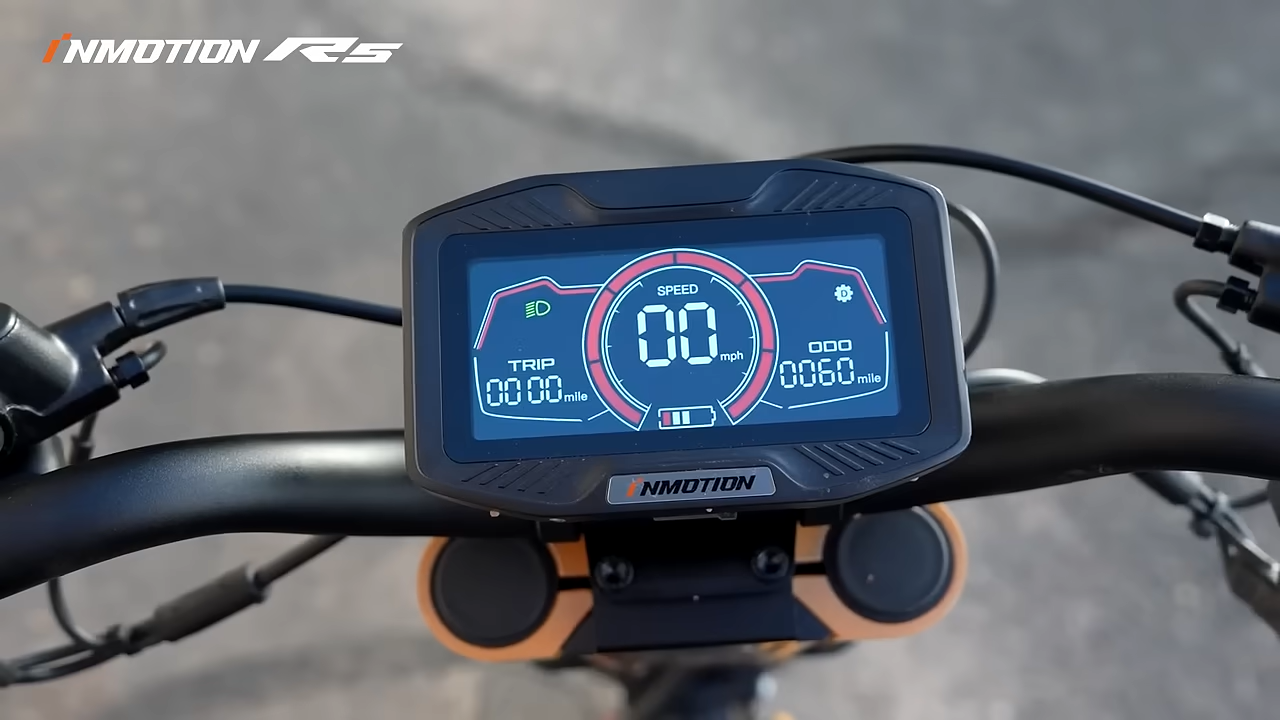 INMOTION RS
SPEED
00 mph
TRIP
0000 mile
ODO
0060 mile
INMOTION